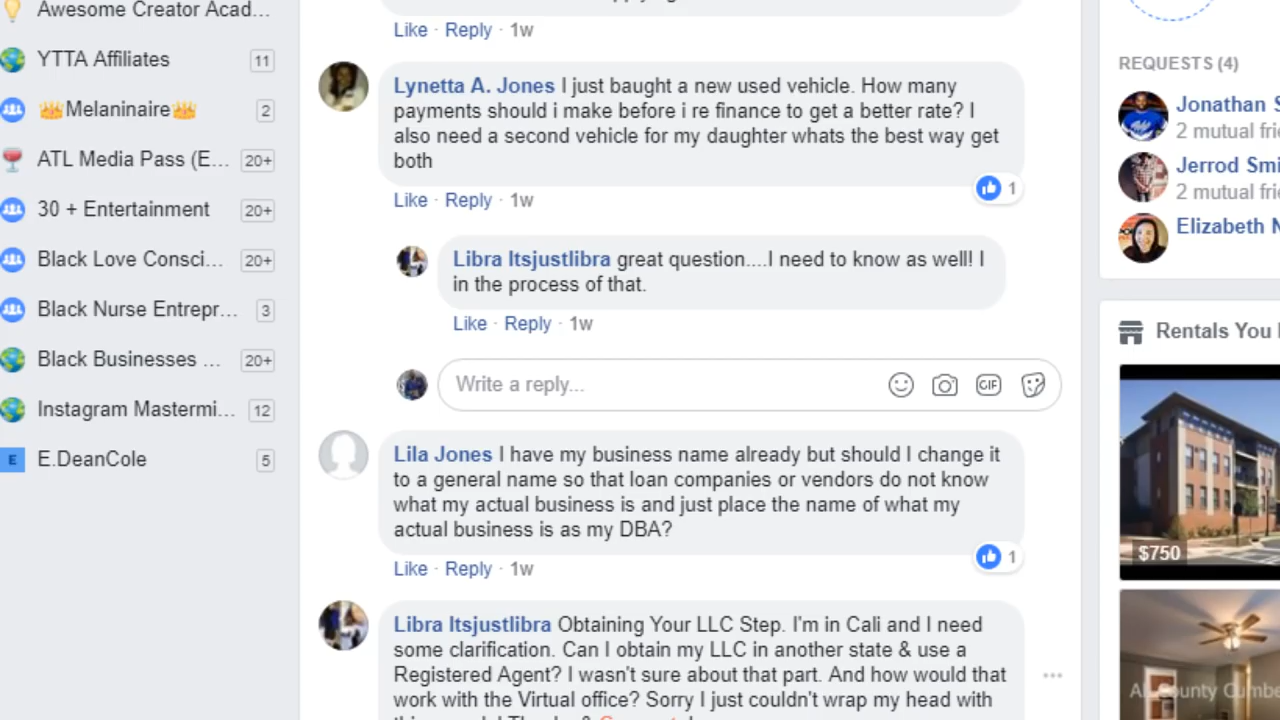 Awesome Creator Acad...
YTTA Affiliates 11
👑Melaninaire👑 2
ATL Media Pass (E... 20+
30 + Entertainment 20+
Black Love Consci... 20+
Black Nurse Entrepr... 3
Black Businesses ... 20+
Instagram Mastermi... 12
E E.DeanCole 5
Like · Reply · 1w
Lynetta A. Jones I just baught a new used vehicle. How many
payments should i make before i re finance to get a better rate? I
also need a second vehicle for my daughter whats the best way get
both
1
Like · Reply · 1w
Libra Itsjustlibra great question....I need to know as well! I
in the process of that.
Like · Reply · 1w
Write a reply...
GIF
Lila Jones I have my business name already but should I change it
to a general name so that loan companies or vendors do not know
what my actual business is and just place the name of what my
actual business is as my DBA?
1
Like · Reply · 1w
Libra Itsjustlibra Obtaining Your LLC Step. I'm in Cali and I need
some clarification. Can I obtain my LLC in another state & use a
Registered Agent? I wasn't sure about that part. And how would that
work with the Virtual office? Sorry I just couldn't wrap my head with
REQUESTS (4)
Jonathan S
2 mutual frie
Jerrod Smi
2 mutual frie
Elizabeth N
Rentals You
$750
County Cumbe